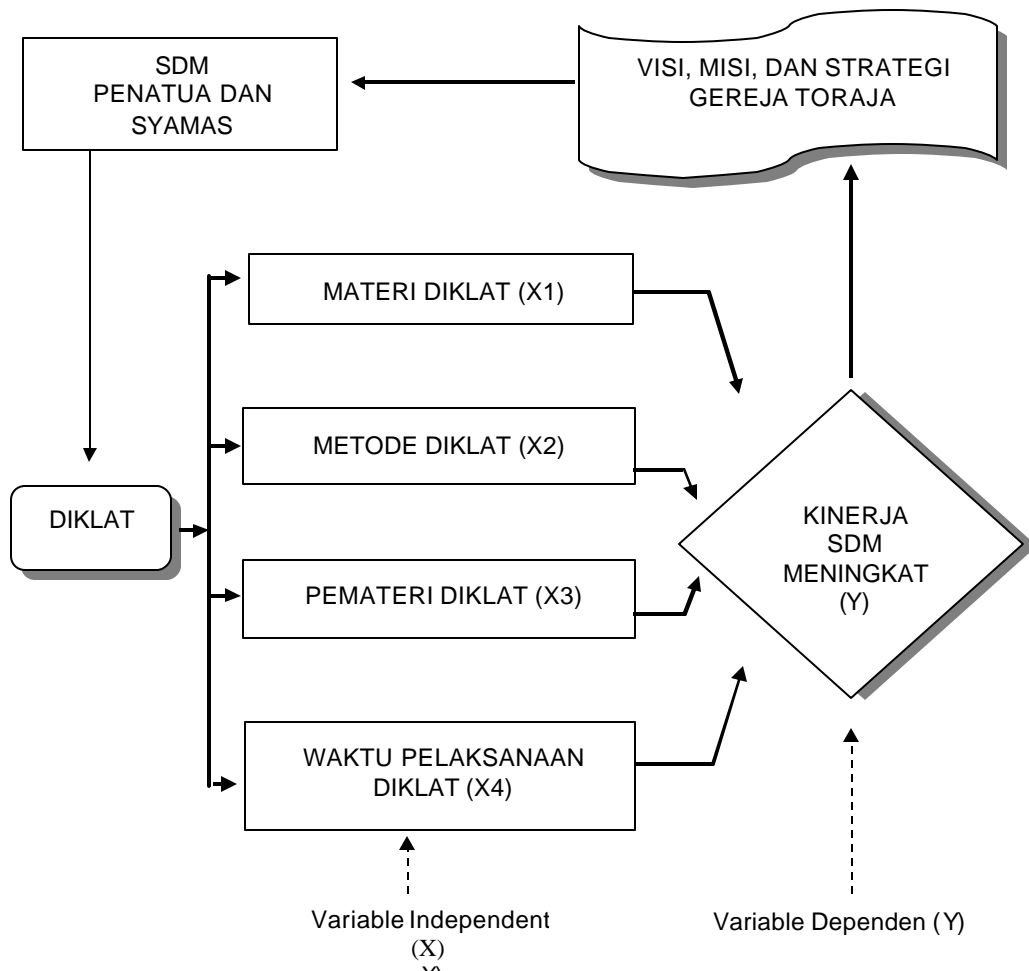 SDM
PENATUA DAN
SYAMAS
VISI, MISI, DAN STRATEGI
GEREJA TORAJA
MATERI DIKLAT (X1)
METODE DIKLAT (X2)
DIKLAT
KINERJA
SDM
MENINGKAT
(Y)
PEMATERI DIKLAT (X3)
WAKTU PELAKSANAAN
DIKLAT (X4)
Variable Independent
(X)
Variable Dependen (Y)